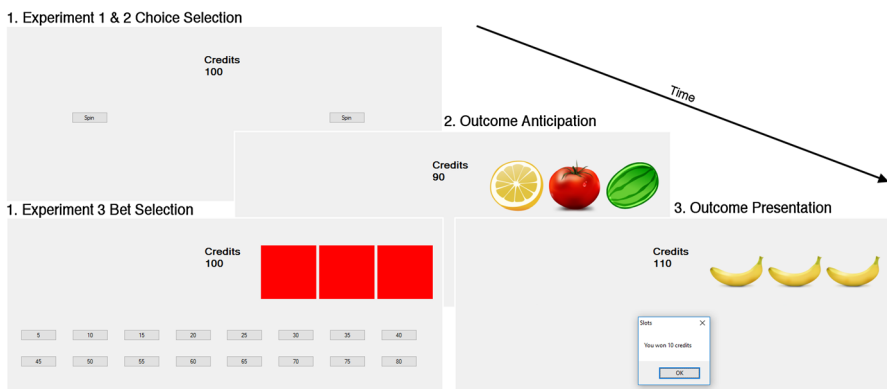 1. Experiment 1 & 2 Choice Selection
Credits
100
Spin
Spin
Time
2. Outcome Anticipation
Credits
90
1. Experiment 3 Bet Selection
Credits
100
5 10 15 20 25 30 35 40
45 50 55 60 65 70 75 80
3. Outcome Presentation
Credits
110
Slots
You won 10 credits
OK